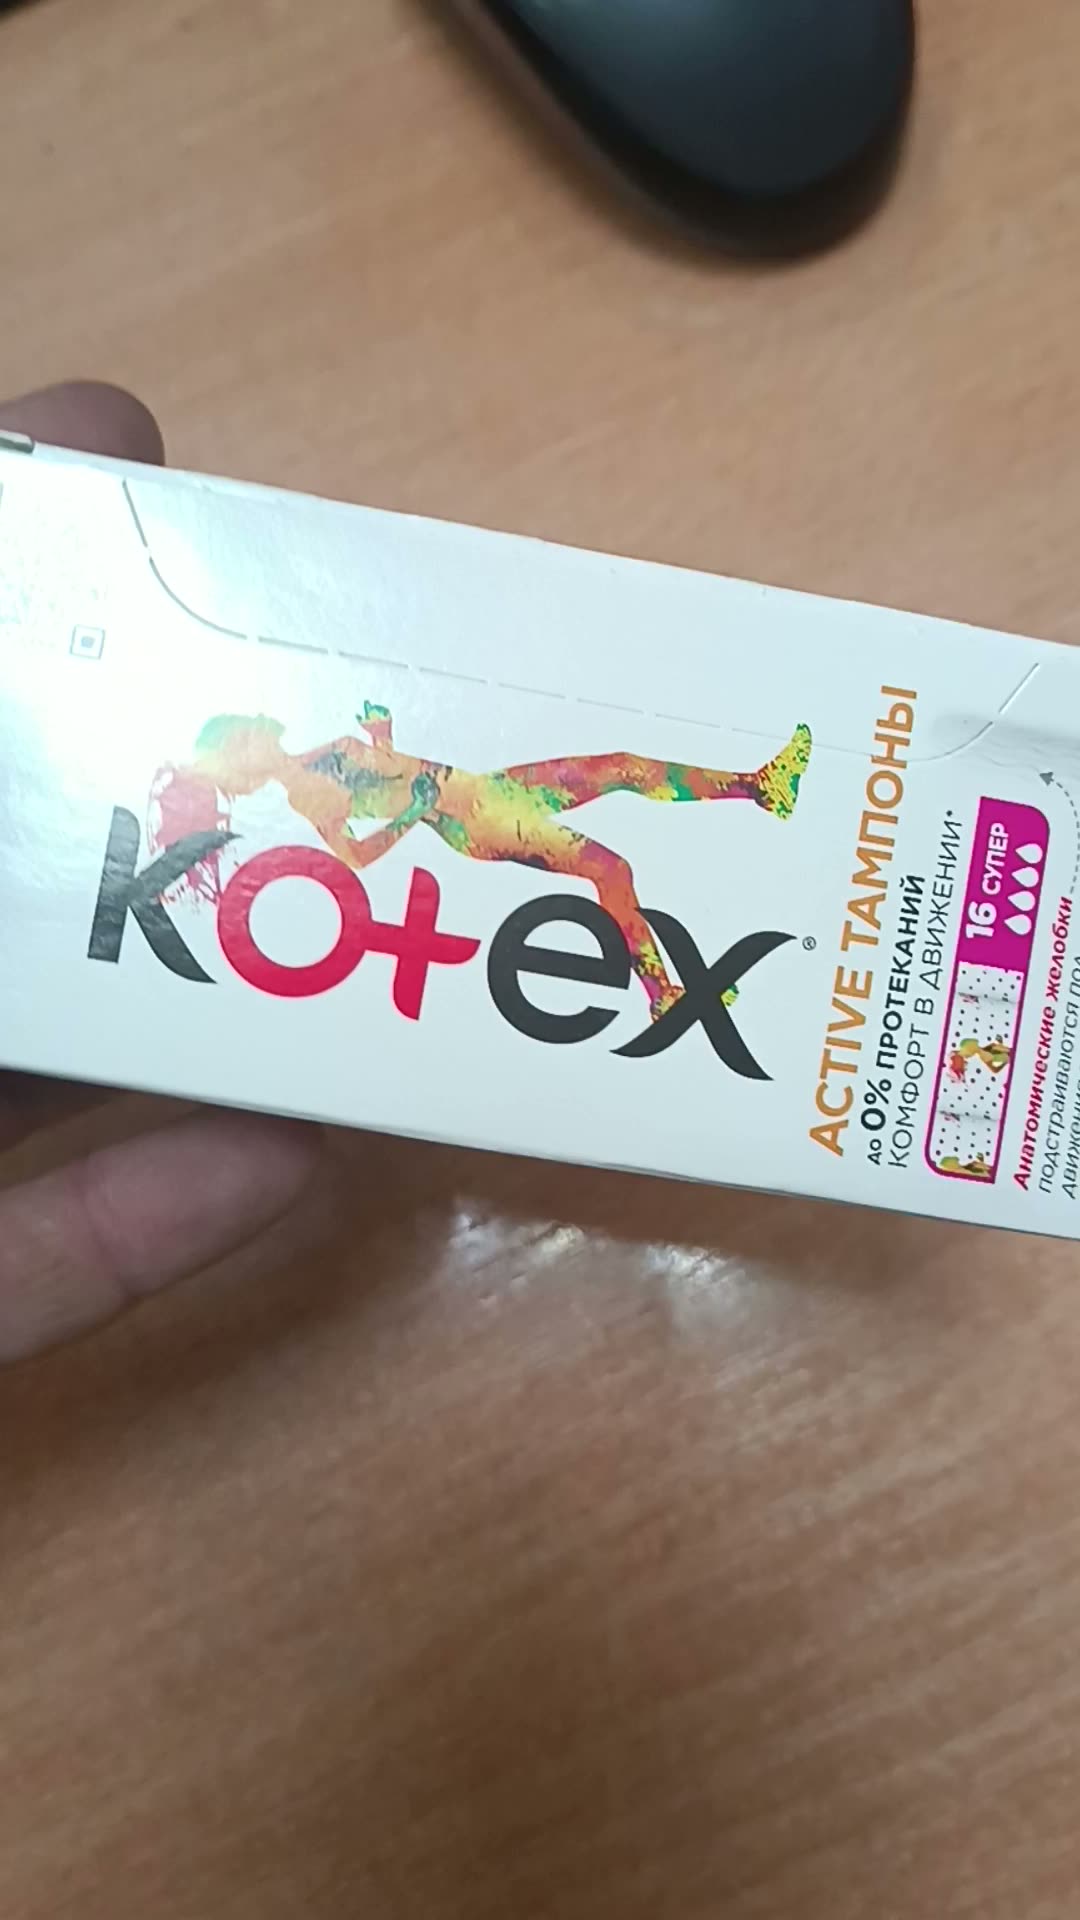 Kotex®
ACTIVE ТАМПОНЫ
ДО 0% ПРОТЕКАНИЙ
КОМФОРТ В ДВИЖЕНИИ*
16 СУПЕР
Анатомические желобки
подстраиваются под